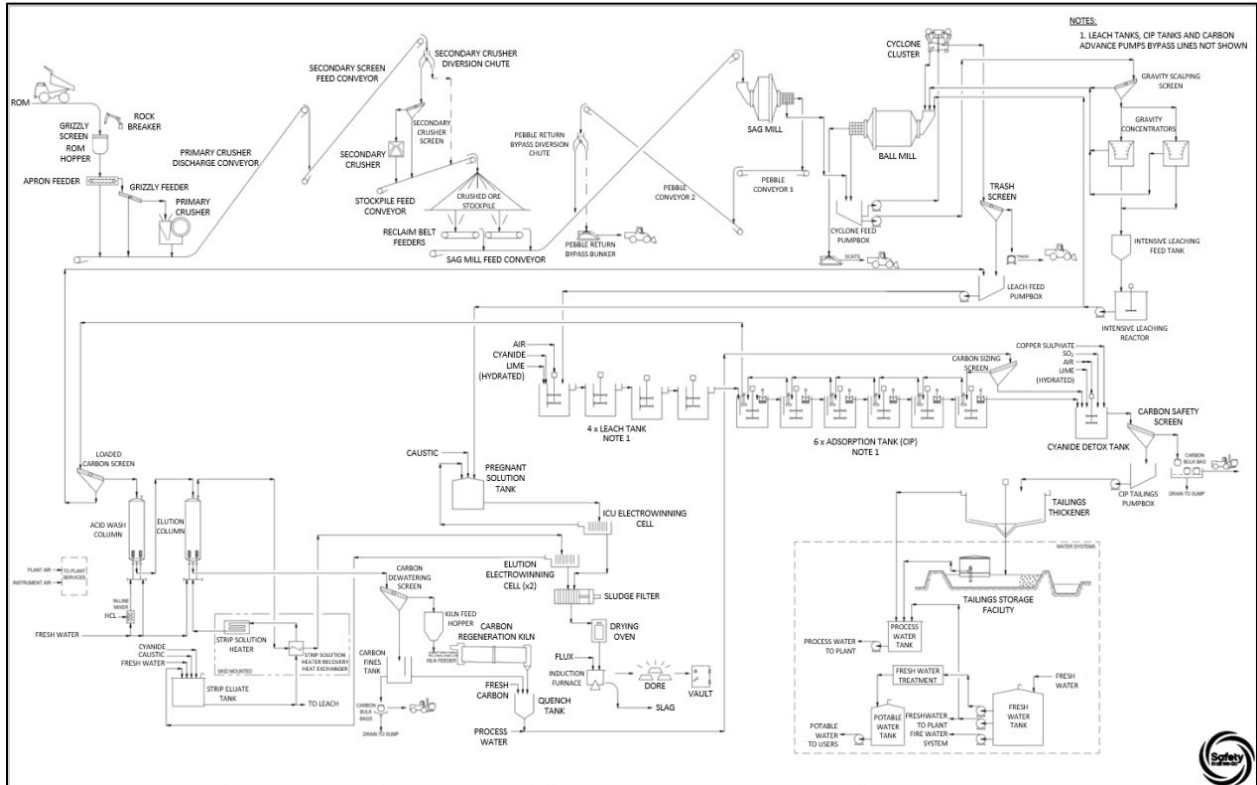 NOTES:
1. LEACH TANKS, CIP TANKS AND CARBON
ADVANCE PUMPS BYPASS LINES NOT SHOWN
ROM
ROCK
BREAKER
GRIZZLY
SCREEN
ROM
HOPPER
APRON FEEDER
GRIZZLY FEEDER
PRIMARY
CRUSHER
PRIMARY CRUSHER
DISCHARGE CONVEYOR
SECONDARY SCREEN
FEED CONVEYOR
SECONDARY CRUSHER
DIVERSION CHUTE
SECONDARY
CRUSHER
SCREEN
SECONDARY
CRUSHER
STOCKPILE FEED
CONVEYOR
CRUSHED ORE
STOCKPILE
RECLAIM BELT
FEEDERS
SAG MILL FEED CONVEYOR
PEBBLE RETURN
BYPASS DIVERSION
CHUTE
PEBBLE RETURN
BYPASS BUNKER
PEBBLE
CONVEYOR 2
PEBBLE
CONVEYOR 1
SAG MILL
CYCLONE
CLUSTER
BALL MILL
CYCLONE FEED
PUMPBOX
SCATS
TRASH
SCREEN
TRASH
GRAVITY SCALPING
SCREEN
GRAVITY
CONCENTRATORS
INTENSIVE LEACHING
FEED TANK
LEACH FEED
PUMPBOX
INTENSIVE LEACHING
REACTOR
AIR
CYANIDE
LIME
(HYDRATED)
4 x LEACH TANK
NOTE 1
6 x ADSORPTION TANK (CIP)
NOTE 1
CARBON SIZING
SCREEN
COPPER SULPHATE
SO₂
AIR
LIME
(HYDRATED)
CYANIDE DETOX TANK
CARBON SAFETY
SCREEN
CARBON
BULK BAG
DRAIN TO SUMP
CIP TAILINGS
PUMPBOX
LOADED
CARBON SCREEN
ACID WASH
COLUMN
ELUTION
COLUMN
CAUSTIC
PREGNANT
SOLUTION
TANK
ICU ELECTROWINNING
CELL
ELUTION
ELECTROWINNING
CELL (x2)
SLUDGE FILTER
DRYING
OVEN
FLUX
INDUCTION
FURNACE
SLAG
DORE
VAULT
PLANT AIR
INSTRUMENT AIR
TO PLANT
SERVICES
IN-LINE
MIXER
HCL
FRESH WATER
STRIP SOLUTION
HEATER
SKID MOUNTED
STRIP SOLUTION
HEATER RECOVERY
HEAT EXCHANGER
CYANIDE
CAUSTIC
FRESH WATER
STRIP ELUATE
TANK
TO LEACH
CARBON
DEWATERING
SCREEN
KILN FEED
HOPPER
KILN FEEDER
CARBON
REGENERATION KILN
CARBON
FINES
TANK
CARBON
BULK
BAGS
DRAIN TO SUMP
FRESH
CARBON
QUENCH
TANK
PROCESS
WATER
TAILINGS
THICKENER
WATER SYSTEMS
TAILINGS STORAGE
FACILITY
PROCESS
WATER
TANK
PROCESS WATER
TO PLANT
FRESH WATER
TREATMENT
FRESH
WATER
FRESH
WATER
TANK
POTABLE
WATER
TANK
POTABLE
WATER
TO USERS
FRESHWATER
TO PLANT
FIRE WATER
SYSTEM
Safety